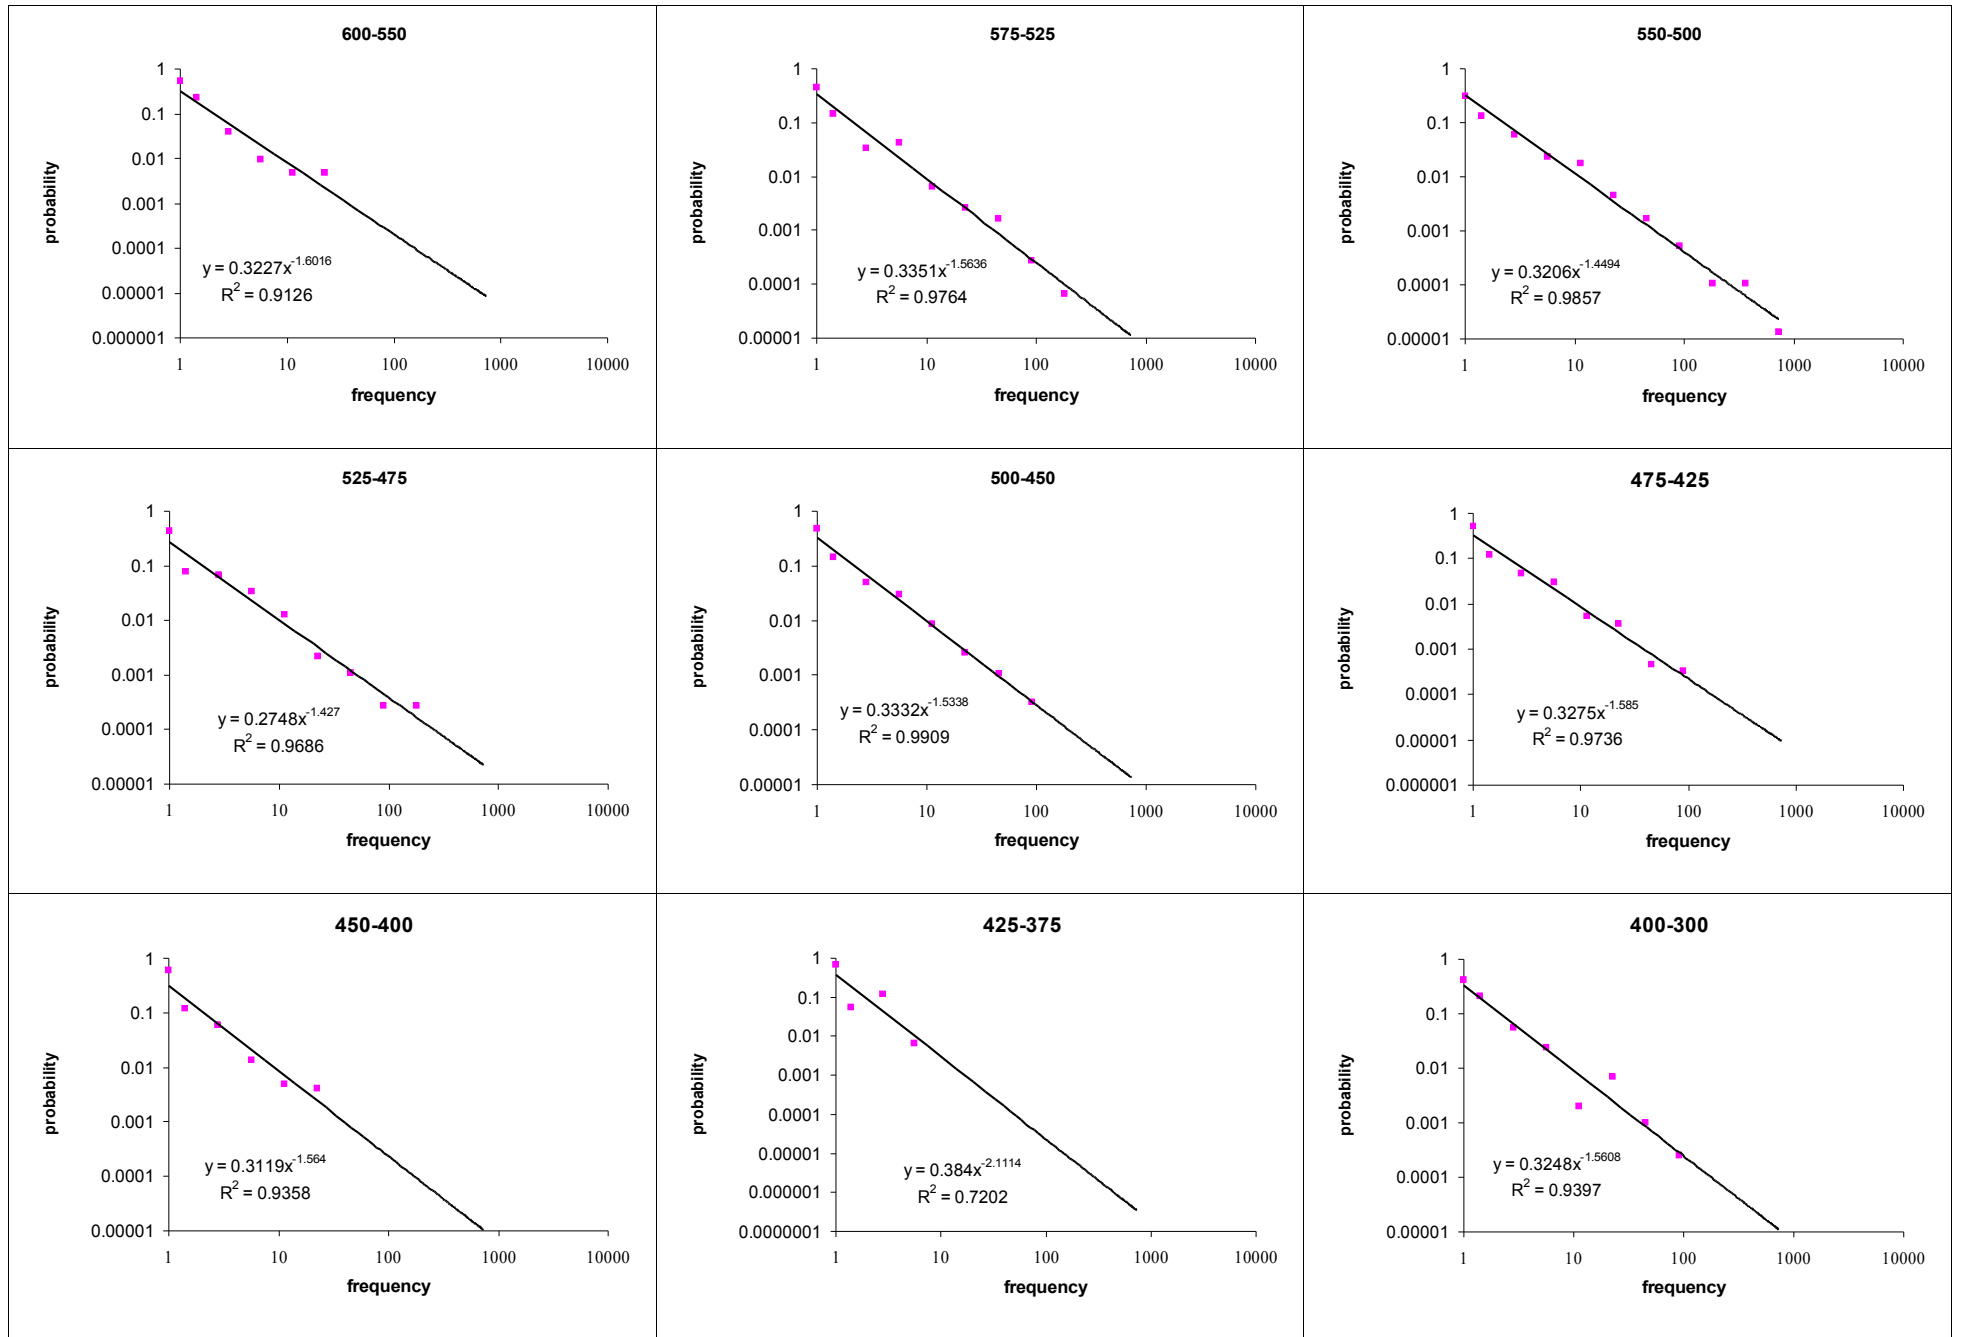 600-550
1
0.1
0.01
0.001
0.0001
0.00001
0.000001
probability
y = 0.3227x^-1.6016
R^2 = 0.9126
1 10 100 1000 10000
frequency
575-525
1
0.1
0.01
0.001
0.0001
0.00001
probability
y = 0.3351x^-1.5636
R^2 = 0.9764
1 10 100 1000 10000
frequency
550-500
1
0.1
0.01
0.001
0.0001
0.00001
probability
y = 0.3206x^-1.4494
R^2 = 0.9857
1 10 100 1000 10000
frequency
525-475
1
0.1
0.01
0.001
0.0001
0.00001
probability
y = 0.2748x^-1.427
R^2 = 0.9686
1 10 100 1000 10000
frequency
500-450
1
0.1
0.01
0.001
0.0001
0.00001
probability
y = 0.3332x^-1.5338
R^2 = 0.9909
1 10 100 1000 10000
frequency
475-425
1
0.1
0.01
0.001
0.0001
0.00001
0.000001
probability
y = 0.3275x^-1.585
R^2 = 0.9736
1 10 100 1000 10000
frequency
450-400
1
0.1
0.01
0.001
0.0001
0.00001
probability
y = 0.3119x^-1.564
R^2 = 0.9358
1 10 100 1000 10000
frequency
425-375
1
0.1
0.01
0.001
0.0001
0.00001
0.000001
0.0000001
probability
y = 0.384x^-2.1114
R^2 = 0.7202
1 10 100 1000 10000
frequency
400-300
1
0.1
0.01
0.001
0.0001
0.00001
probability
y = 0.3248x^-1.5608
R^2 = 0.9397
1 10 100 1000 10000
frequency